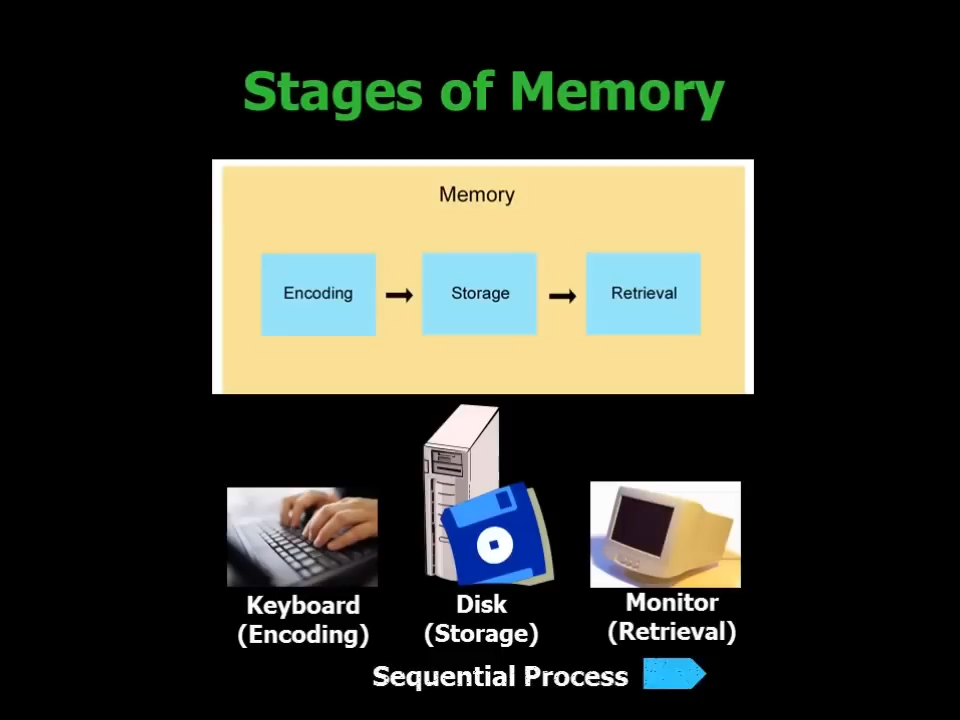 Stages of Memory
Memory
Encoding
Storage
Retrieval
Keyboard
(Encoding)
Disk
(Storage)
Monitor
(Retrieval)
Sequential Process